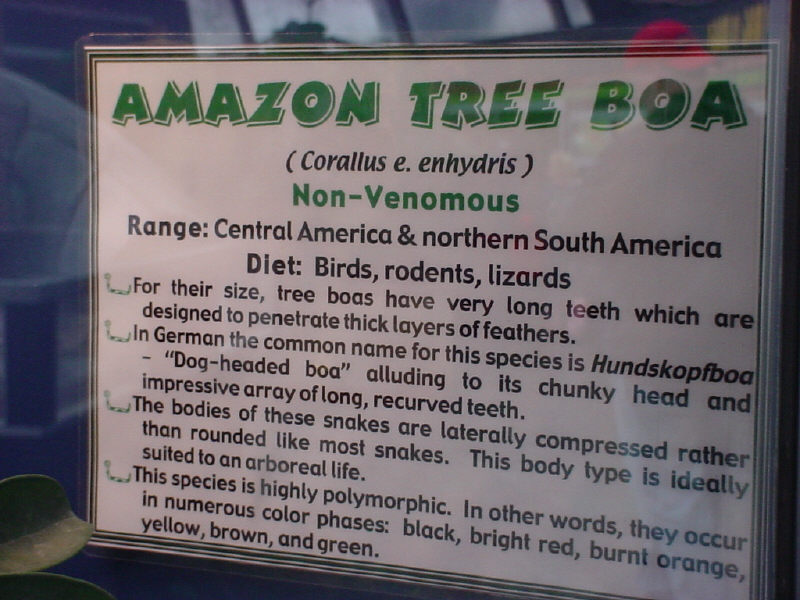 AMAZON TREE BOA
( Corallus e. enhydris )
Non-Venomous
Range: Central America & northern South America
Diet: Birds, rodents, lizards
For their size, tree boas have very long teeth which are
designed to penetrate thick layers of feathers.
In German the common name for this species is Hundskopfboa
- "Dog-headed boa" alluding to its chunky head and
impressive array of long, recurved teeth.
The bodies of these snakes are laterally compressed rather
than rounded like most snakes. This body type is ideally
suited to an arboreal life.
This species is highly polymorphic. In other words, they occur
in numerous color phases: black, bright red, burnt orange,
yellow, brown, and green.